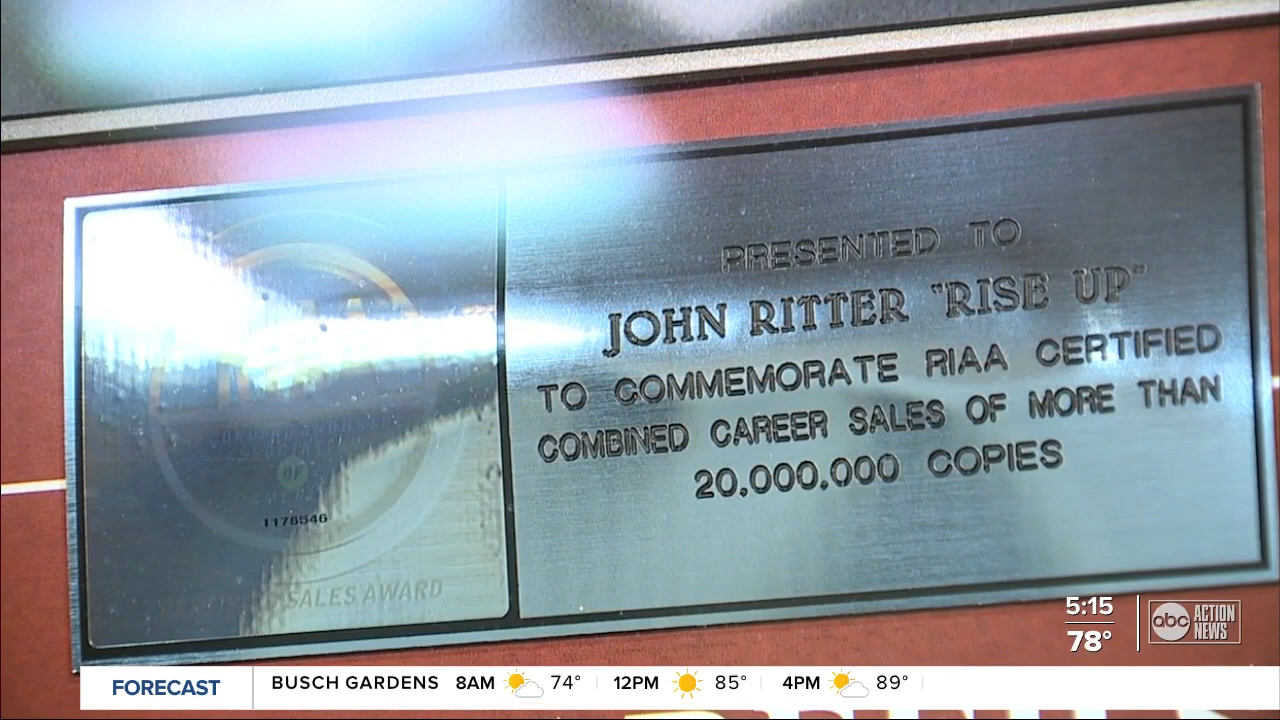 PRESENTED TO
JOHN RITTER "RISE UP"
TO COMMEMORATE RIAA CERTIFIED
COMBINED CAREER SALES OF MORE THAN
20,000,000 COPIES
OF
1178546
SALES AWARD
5:15
78°
abc ACTION NEWS
FORECAST BUSCH GARDENS 8AM 74° 12PM 85° 4PM 89°